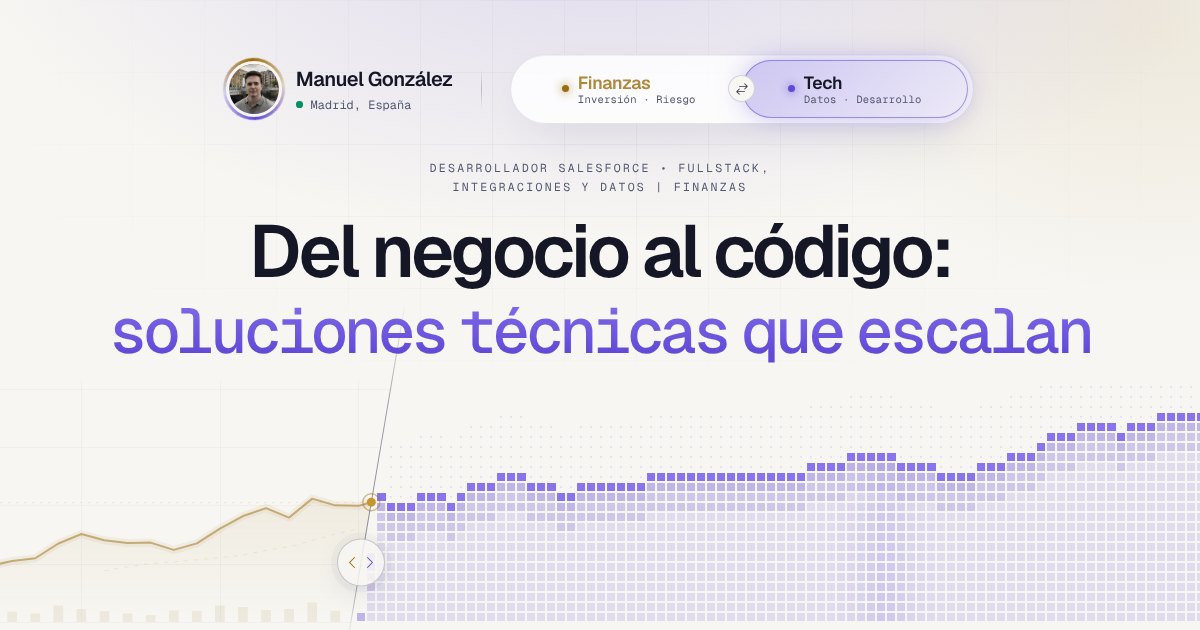 Manuel González
Madrid, España
Finanzas
Inversión · Riesgo
Tech
Datos · Desarrollo
DESARROLLADOR SALESFORCE • FULLSTACK,
INTEGRACIONES Y DATOS | FINANZAS
Del negocio al código:
soluciones técnicas que escalan